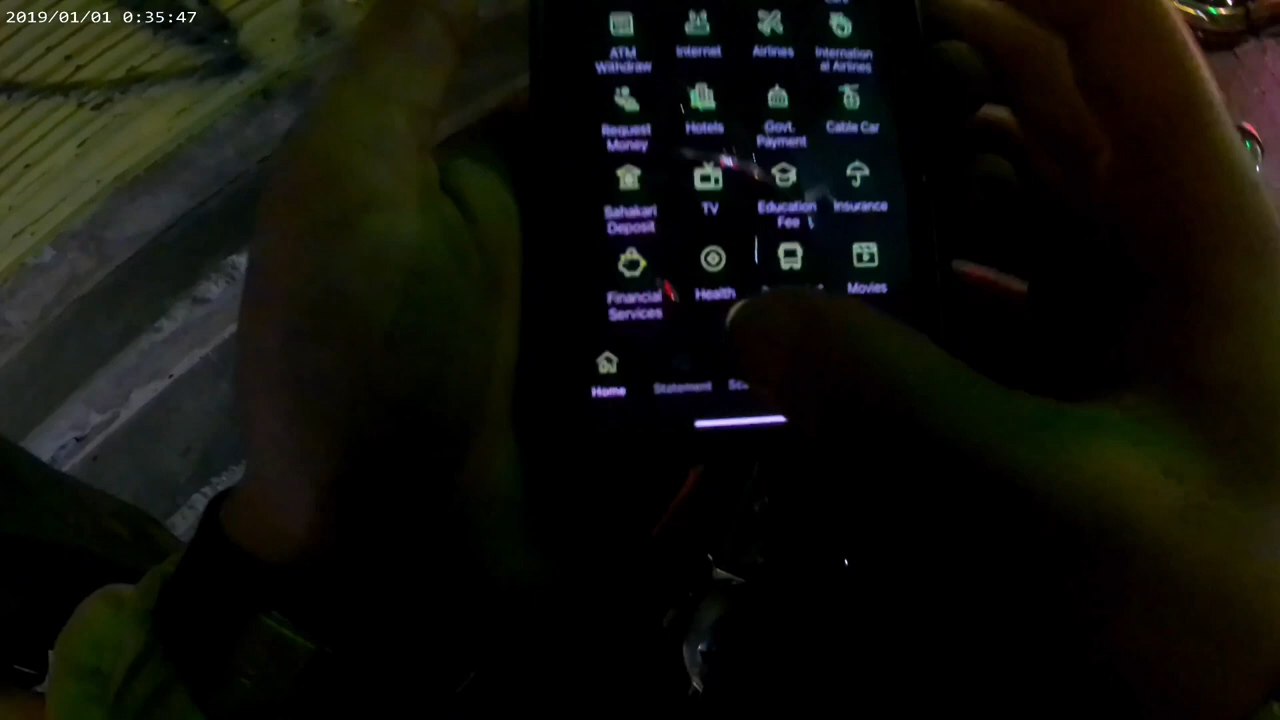 2019/01/01 0:35:47
ATM Internet Airlines Internation
Withdraw al Airlines
Request Hotels Govt. Cable Car
Money Payment
Sahakari TV Education Insurance
Deposit Fee
Financial Health Movies
Services
Home Statement